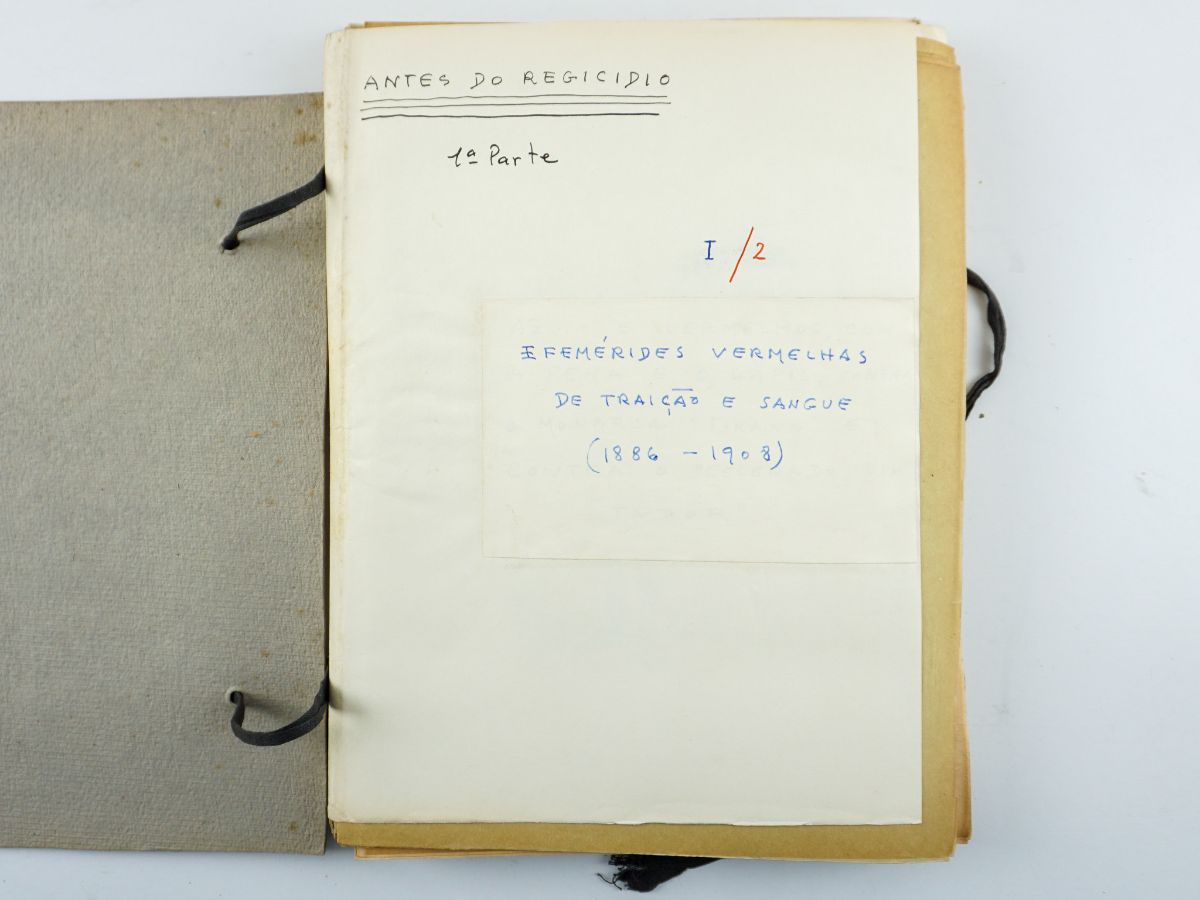 ANTES DO REGICIDIO
1ª Parte
I /2
EFEMÉRIDES VERMELHAS
DE TRAIÇÃO E SANGUE
(1886 - 1908)